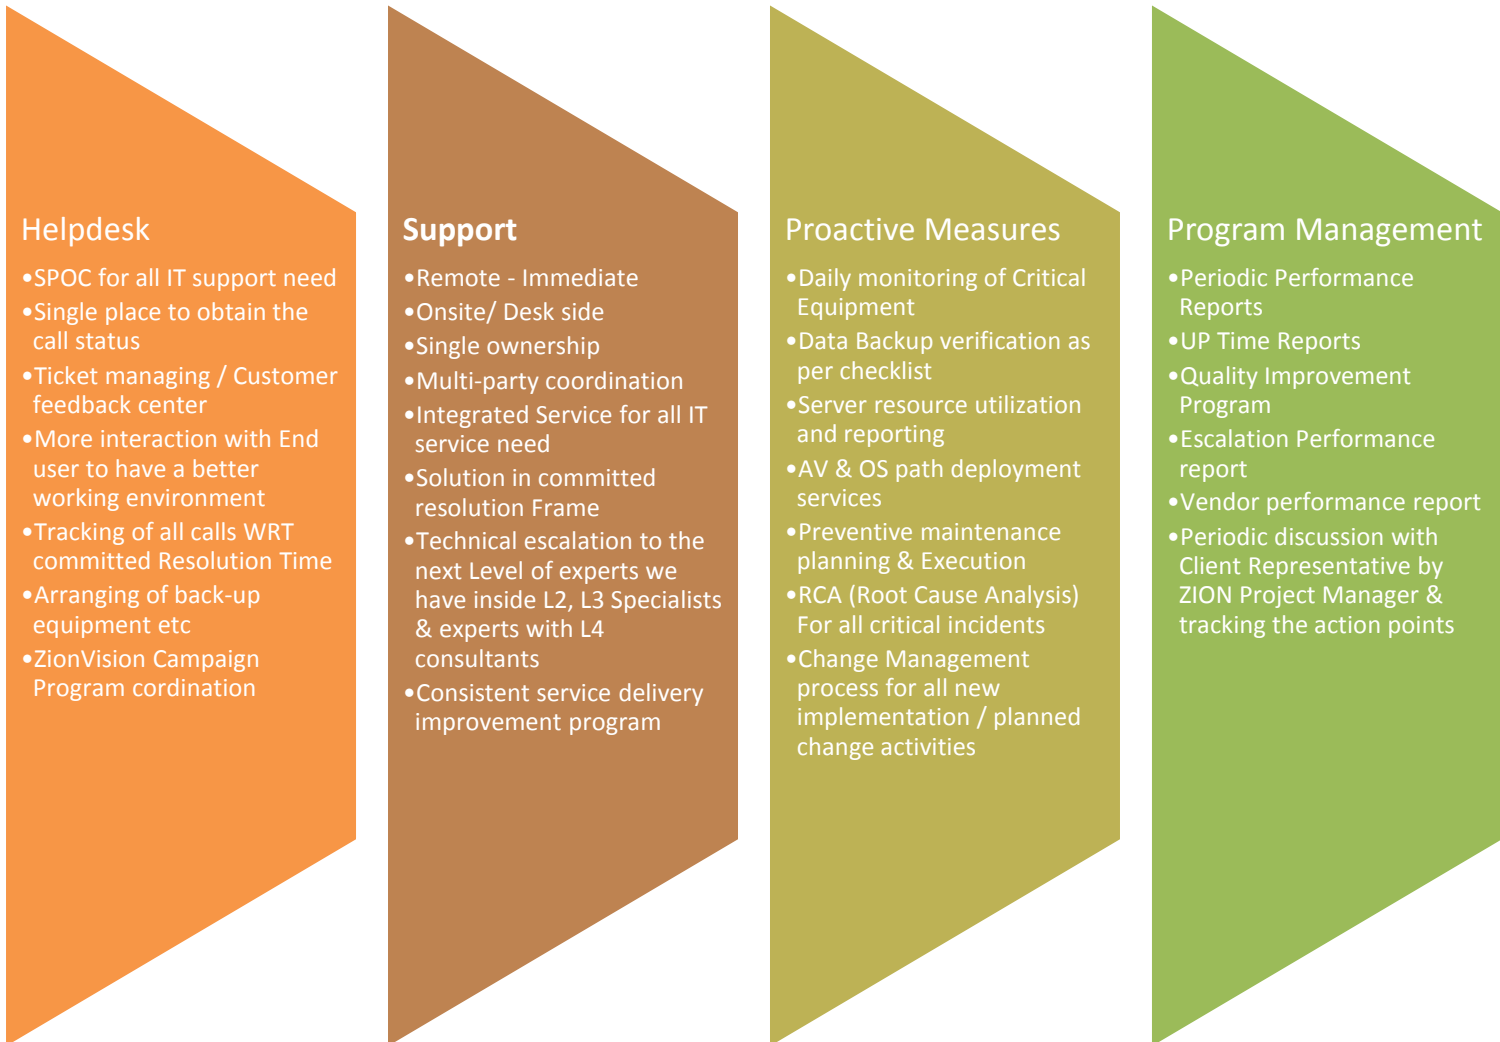 Helpdesk
•SPOC for all IT support need
•Single place to obtain the
call status
•Ticket managing / Customer
feedback center
•More interaction with End
user to have a better
working environment
•Tracking of all calls WRT
committed Resolution Time
•Arranging of back-up
equipment etc
•ZionVision Campaign
Program cordination
Support
•Remote - Immediate
•Onsite/ Desk side
•Single ownership
•Multi-party coordination
•Integrated Service for all IT
service need
•Solution in committed
resolution Frame
•Technical escalation to the
next Level of experts we
have inside L2, L3 Specialists
& experts with L4
consultants
•Consistent service delivery
improvement program
Proactive Measures
•Daily monitoring of Critical
Equipment
•Data Backup verification as
per checklist
•Server resource utilization
and reporting
•AV & OS path deployment
services
•Preventive maintenance
planning & Execution
•RCA (Root Cause Analysis)
For all critical incidents
•Change Management
process for all new
implementation / planned
change activities
Program Management
•Periodic Performance
Reports
•UP Time Reports
•Quality Improvement
Program
•Escalation Performance
report
•Vendor performance report
•Periodic discussion with
Client Representative by
ZION Project Manager &
tracking the action points